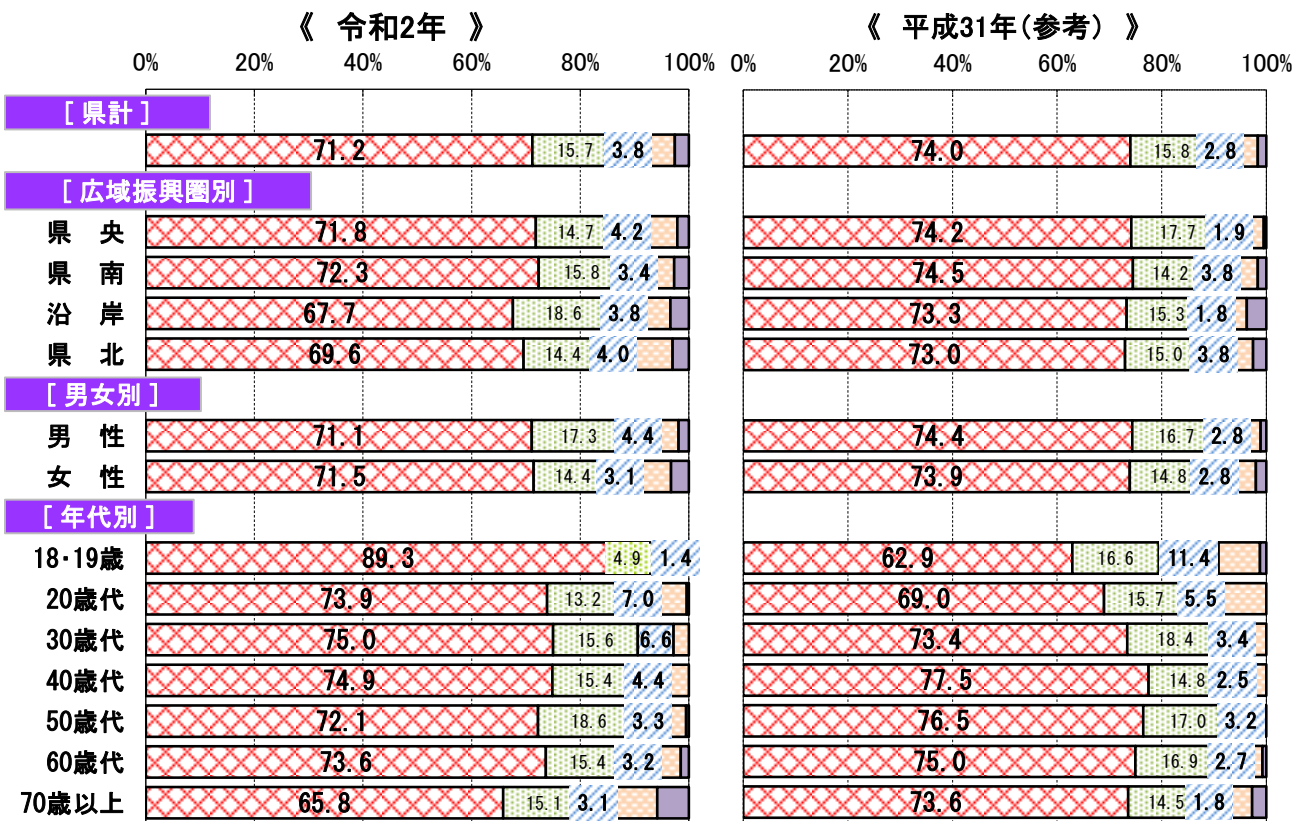 《 令和2年 》 《 平成31年(参考) 》
0% 20% 40% 60% 80% 100% 0% 20% 40% 60% 80% 100%
[ 県計 ]
71.2 15.7 3.8 74.0 15.8 2.8
[ 広域振興圏別 ]
県 央 71.8 14.7 4.2 74.2 17.7 1.9
県 南 72.3 15.8 3.4 74.5 14.2 3.8
沿 岸 67.7 18.6 3.8 73.3 15.3 1.8
県 北 69.6 14.4 4.0 73.0 15.0 3.8
[ 男女別 ]
男 性 71.1 17.3 4.4 74.4 16.7 2.8
女 性 71.5 14.4 3.1 73.9 14.8 2.8
[ 年代別 ]
18・19歳 89.3 4.9 1.4 62.9 16.6 11.4
20歳代 73.9 13.2 7.0 69.0 15.7 5.5
30歳代 75.0 15.6 6.6 73.4 18.4 3.4
40歳代 74.9 15.4 4.4 77.5 14.8 2.5
50歳代 72.1 18.6 3.3 76.5 17.0 3.2
60歳代 73.6 15.4 3.2 75.0 16.9 2.7
70歳以上 65.8 15.1 3.1 73.6 14.5 1.8